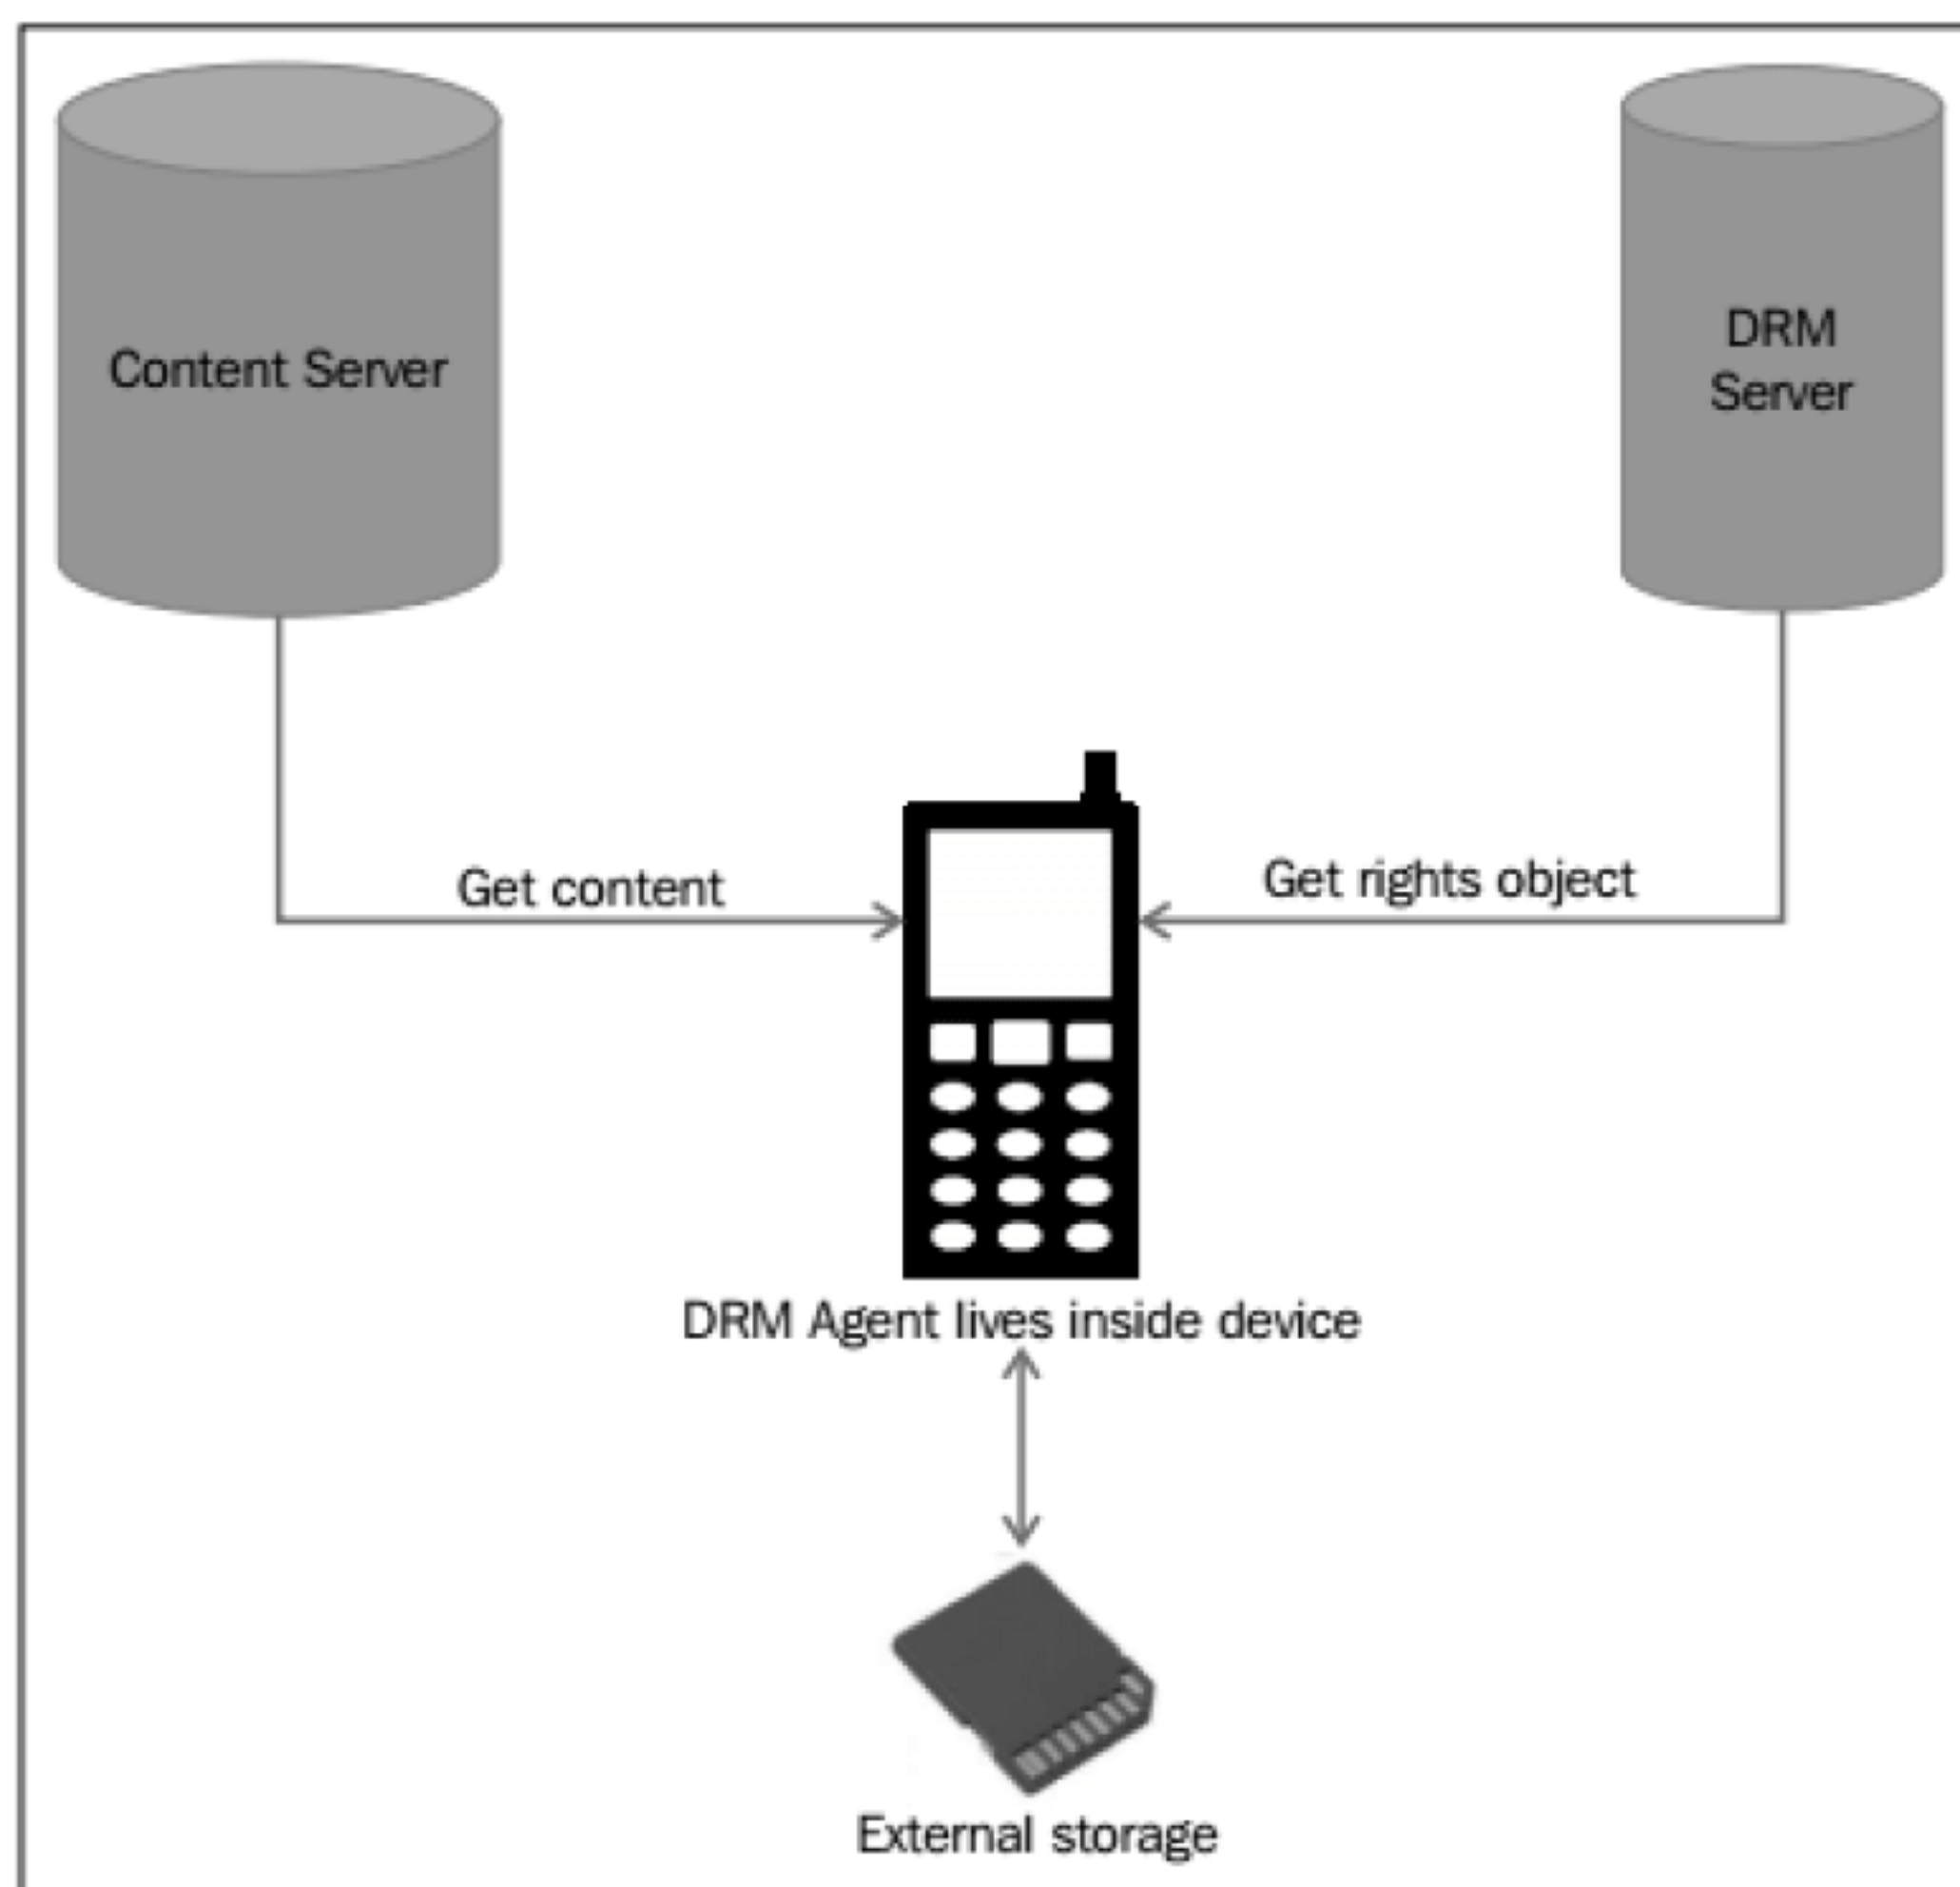 Content Server
DRM
Server
Get content
Get rights object
DRM Agent lives inside device
External storage